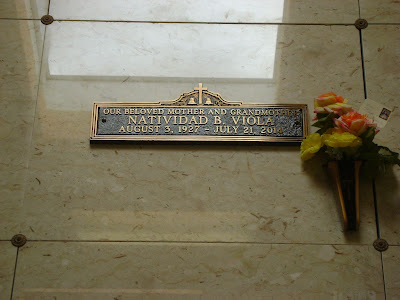 OUR BELOVED MOTHER AND GRANDMOTHER
NATIVIDAD B. VIOLA
AUGUST 3, 1927 - JULY 21,